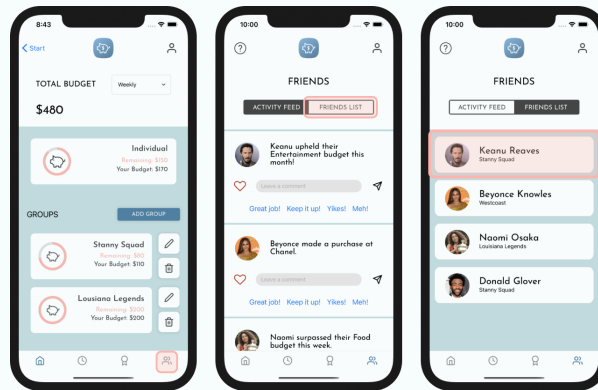 8:43
Start
TOTAL BUDGET
Weekly
$480
Individual
Remaining: $150
Your Budget: $170
GROUPS
ADD GROUP
Stanny Squad
Remaining: $80
Your Budget: $110
Lousiana Legends
Remaining: $200
Your Budget: $200
10:00
?
FRIENDS
ACTIVITY FEED
FRIENDS LIST
Keanu upheld their
Entertainment budget this
month!
Leave a comment
Great job! Keep it up! Yikes! Meh!
Beyonce made a purchase at
Chanel.
Leave a comment
Great job! Keep it up! Yikes! Meh!
Naomi surpassed their Food
budget this week.
10:00
?
FRIENDS
ACTIVITY FEED
FRIENDS LIST
Keanu Reaves
Stanny Squad
Beyonce Knowles
Westcoast
Naomi Osaka
Louisiana Legends
Donald Glover
Stanny Squad